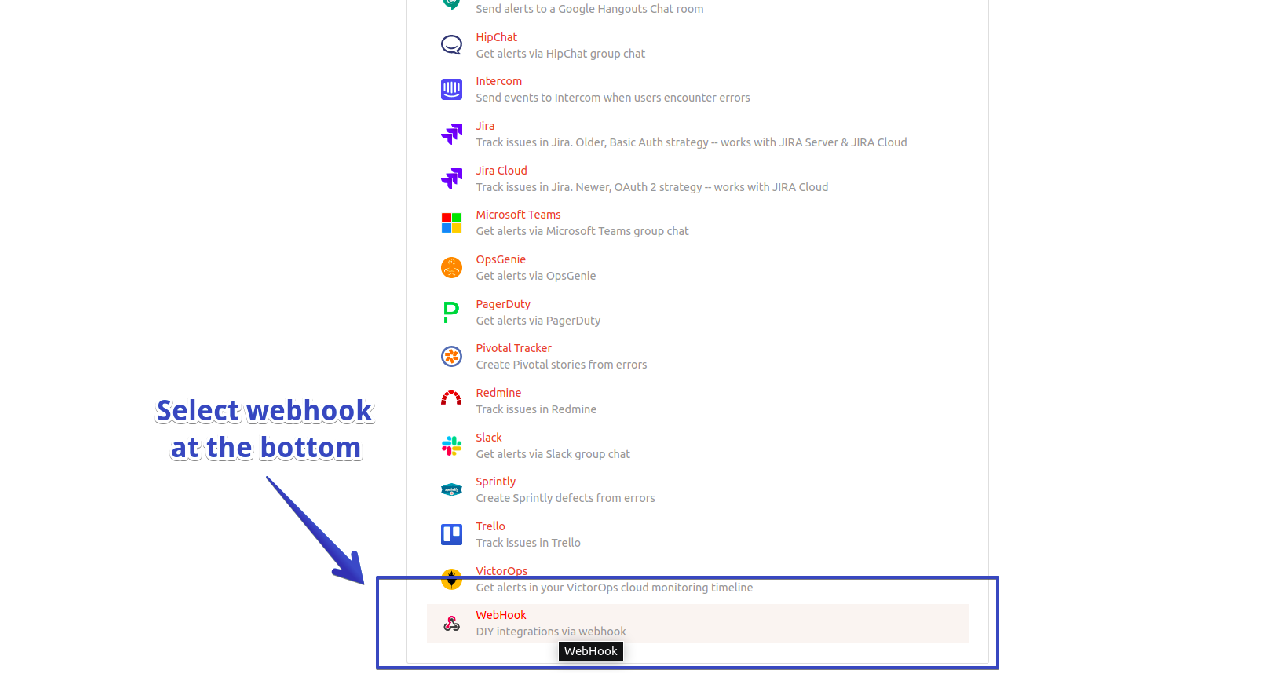 Send alerts to a Google Hangouts Chat room
HipChat
Get alerts via HipChat group chat
Intercom
Send events to Intercom when users encounter errors
Jira
Track issues in Jira. Older, Basic Auth strategy -- works with JIRA Server & JIRA Cloud
Jira Cloud
Track issues in Jira. Newer, OAuth 2 strategy -- works with JIRA Cloud
Microsoft Teams
Get alerts via Microsoft Teams group chat
OpsGenie
Get alerts via OpsGenie
PagerDuty
Get alerts via PagerDuty
Pivotal Tracker
Create Pivotal stories from errors
Redmine
Track issues in Redmine
Slack
Get alerts via Slack group chat
Sprintly
Create Sprintly defects from errors
Trello
Track issues in Trello
VictorOps
Get alerts in your VictorOps cloud monitoring timeline
WebHook
DIY integrations via webhook
WebHook
Select webhook
at the bottom